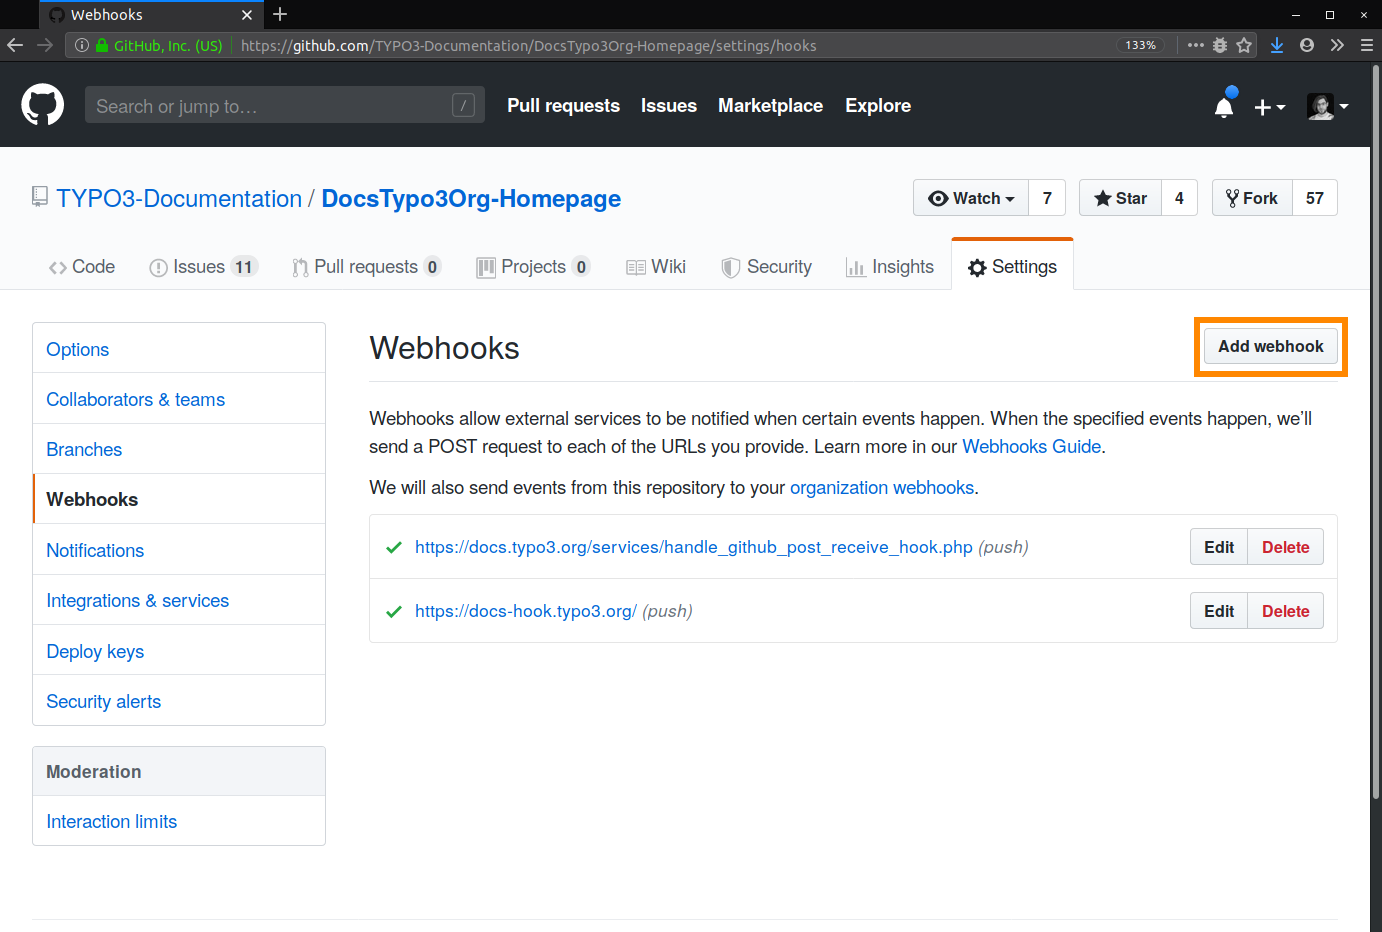 Webhooks
GitHub, Inc. (US) https://github.com/TYPO3-Documentation/DocsTypo3Org-Homepage/settings/hooks 133%
Search or jump to… / Pull requests Issues Marketplace Explore
TYPO3-Documentation / DocsTypo3Org-Homepage Watch 7 Star 4 Fork 57
Code Issues 11 Pull requests 0 Projects 0 Wiki Security Insights Settings
Options
Collaborators & teams
Branches
Webhooks
Notifications
Integrations & services
Deploy keys
Security alerts
Moderation
Interaction limits
Webhooks Add webhook
Webhooks allow external services to be notified when certain events happen. When the specified events happen, we’ll
send a POST request to each of the URLs you provide. Learn more in our Webhooks Guide.
We will also send events from this repository to your organization webhooks.
https://docs.typo3.org/services/handle_github_post_receive_hook.php (push) Edit Delete
https://docs-hook.typo3.org/ (push) Edit Delete